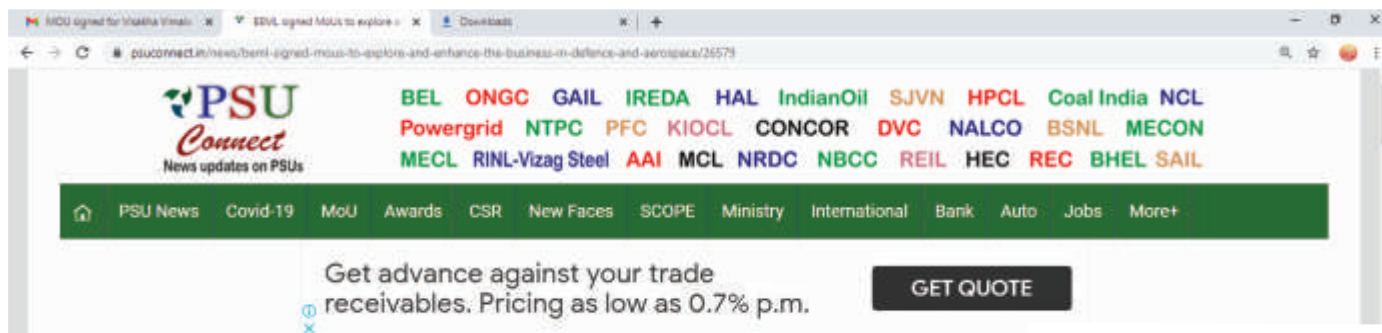 MOU signed for Visakha Vimala
BEML signed MoUs to explore a
Downloads
psuconnect.in/news/beml-signed-mous-to-explore-and-enhance-the-business-in-defence-and-aerospace/26579
PSU
Connect
News updates on PSUs
BEL ONGC GAIL IREDA HAL IndianOil SJVN HPCL Coal India NCL
Powergrid NTPC PFC KIOCL CONCOR DVC NALCO BSNL MECON
MECL RINL-Vizag Steel AAI MCL NRDC NBCC REIL HEC REC BHEL SAIL
PSU News Covid-19 MoU Awards CSR New Faces SCOPE Ministry International Bank Auto Jobs More+
Get advance against your trade
receivables. Pricing as low as 0.7% p.m.
GET QUOTE